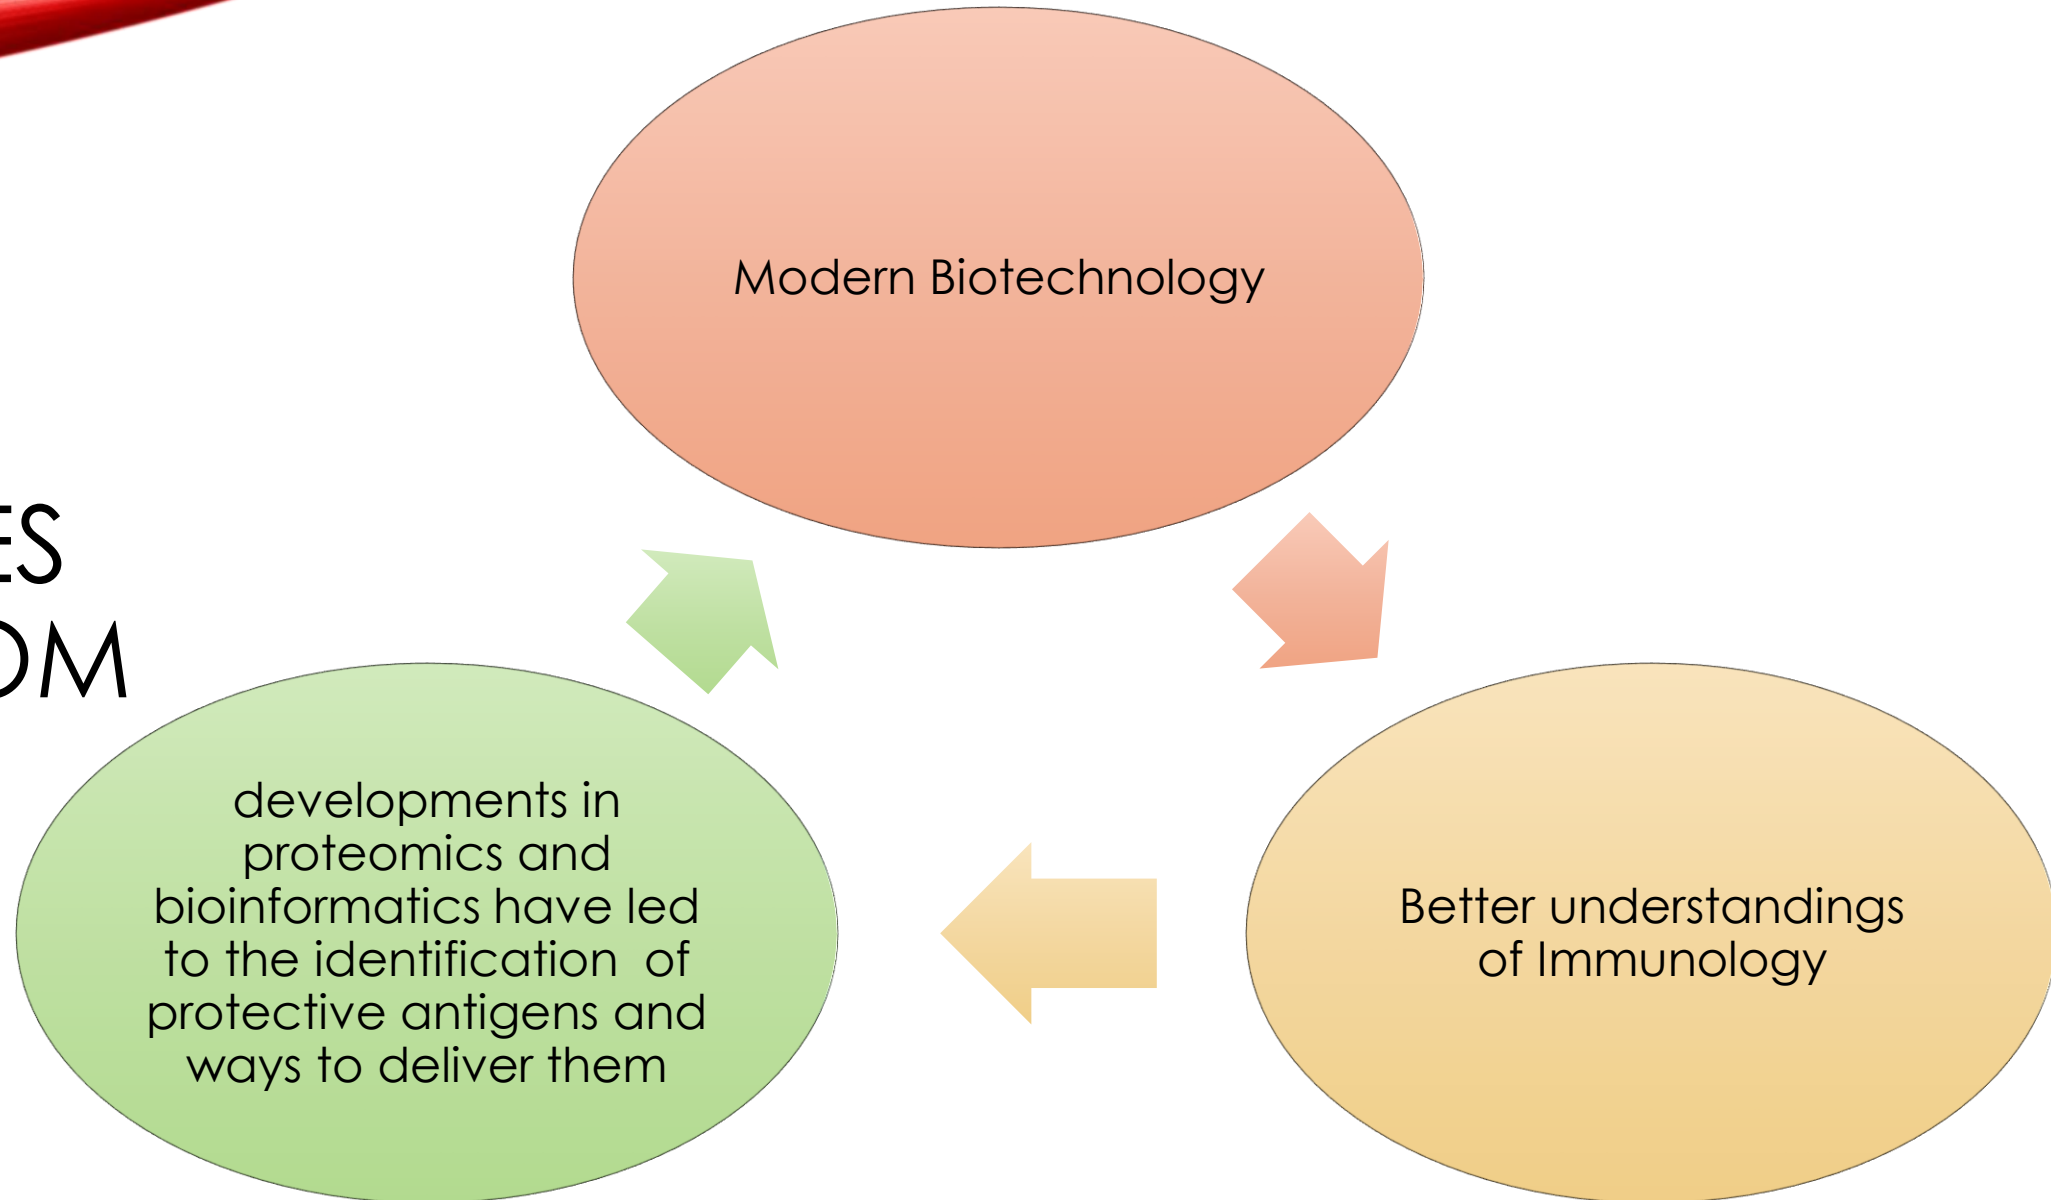 Modern Biotechnology
ES
OM
developments in
proteomics and
bioinformatics have led
to the identification of
protective antigens and
ways to deliver them
Better understandings
of Immunology